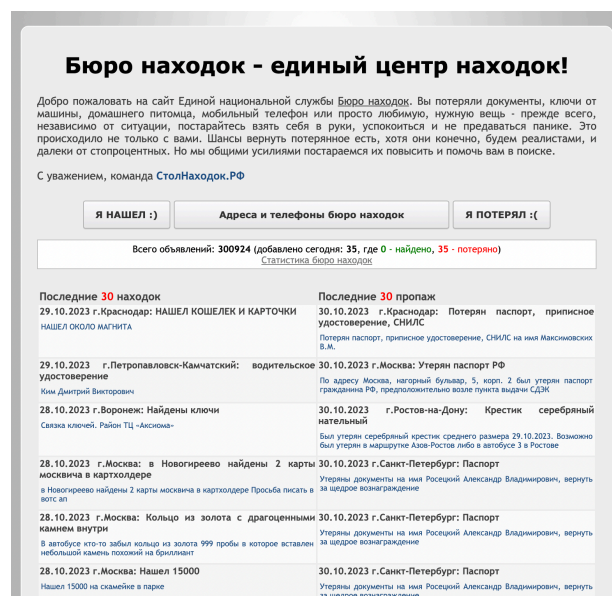 Бюро находок - единый центр находок!
Добро пожаловать на сайт Единой национальной службы Бюро находок. Вы потеряли документы, ключи от
машины, домашнего питомца, мобильный телефон или просто любимую, нужную вещь - прежде всего,
независимо от ситуации, постарайтесь взять себя в руки, успокоиться и не предаваться панике. Это
происходило не только с вами. Шансы вернуть потерянное есть, хотя они конечно, будем реалистами, и
далеки от стопроцентных. Но мы общими усилиями постараемся их повысить и помочь вам в поиске.
С уважением, команда СтолНаходок.РФ
Я НАШЕЛ :)
Адреса и телефоны бюро находок
Я ПОТЕРЯЛ :(
Всего объявлений: 300924 (добавлено сегодня: 35, где 0 - найдено, 35 - потеряно)
Статистика бюро находок
Последние 30 находок
29.10.2023 г.Краснодар: НАШЕЛ КОШЕЛЕК И КАРТОЧКИ
НАШЕЛ ОКОЛО МАГНИТА
29.10.2023 г.Петропавловск-Камчатский: водительское
удостоверение
Ким Дмитрий Викторович
28.10.2023 г.Воронеж: Найдены ключи
Связка ключей. Район ТЦ «Аксиома»
28.10.2023 г.Москва: в Новогиреево найдены 2 карты
москвича в картхолдере
в Новогиреево найдены 2 карты москвича в картхолдере Просьба писать в
вотс ап
28.10.2023 г.Москва: Кольцо из золота с драгоценными
камнем внутри
В автобусе кто-то забыл кольцо из золота 999 пробы в которое вставлен
небольшой камень похожий на бриллиант
28.10.2023 г.Москва: Нашел 15000
Нашел 15000 на скамейке в парке
Последние 30 пропаж
30.10.2023 г.Краснодар: Потерян паспорт, приписное
удостоверение, СНИЛС
Потерян паспорт, приписное удостоверение, СНИЛС на имя Максимовских
В.М.
30.10.2023 г.Москва: Утерян паспорт РФ
По адресу Москва, нагорный бульвар, 5, корп. 2 был утерян паспорт
гражданина РФ, предположительно возле пункта выдачи СДЭК
30.10.2023 г.Ростов-на-Дону: Крестик серебряный
нательный
Был утерян серебряный крестик среднего размера 29.10.2023. Возможно
был утерян в маршрутке Азов-Ростов либо в автобусе 3 в Ростове
30.10.2023 г.Санкт-Петербург: Паспорт
Утеряны документы на имя Росецкий Александр Владимирович, вернуть
за щедрое вознаграждение
30.10.2023 г.Санкт-Петербург: Паспорт
Утеряны документы на имя Росецкий Александр Владимирович, вернуть
за щедрое вознаграждение
30.10.2023 г.Санкт-Петербург: Паспорт
Утеряны документы на имя Росецкий Александр Владимирович, вернуть
за щедрое вознаграждение